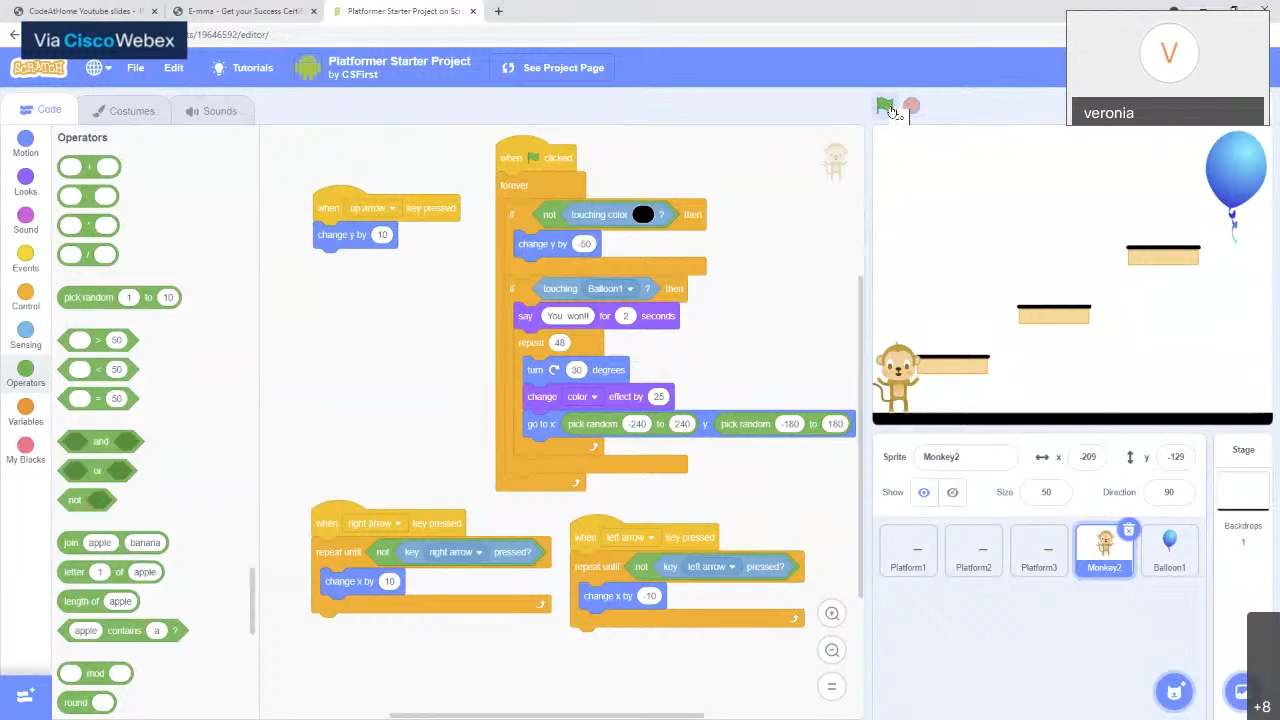 CodeAtHome Youtube slides - I
Emma - Get your Success Certif
Platformer Starter Project on Scr
Via CiscoWebex
ts/19646592/editor/
SCRATCH
File
Edit
Tutorials
Platformer Starter Project
by CSFirst
See Project Page
V
veronia
Code
Costumes
Sounds
Motion
Looks
Sound
Events
Control
Sensing
Operators
Variables
My Blocks
Operators
+
-
*
/
pick random 1 to 10
> 50
< 50
= 50
and
or
not
join apple banana
letter 1 of apple
length of apple
apple contains a ?
mod
round
when up arrow key pressed
change y by 10
when clicked
forever
if not touching color ? then
change y by -50
if touching Balloon1 ? then
say You won!! for 2 seconds
repeat 48
turn 30 degrees
change color effect by 25
go to x: pick random -240 to 240 y: pick random -180 to 180
when right arrow key pressed
repeat until not key right arrow pressed?
change x by 10
when left arrow key pressed
repeat until not key left arrow pressed?
change x by -10
Sprite Monkey2 x -209 y -129
Show Size 50 Direction 90
Platform1
Platform2
Platform3
Monkey2
Balloon1
Stage
Backdrops
1
+8